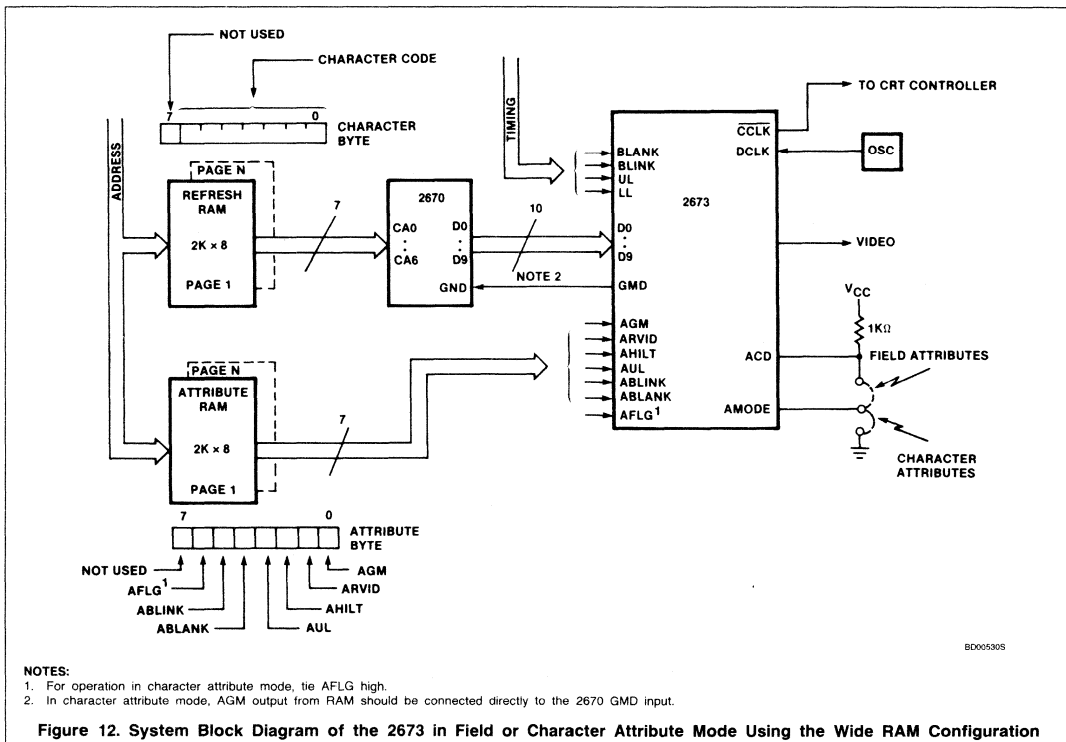 NOT USED
CHARACTER CODE
7 0
CHARACTER
BYTE
ADDRESS
TIMING
PAGE N
REFRESH
RAM
2K × 8
PAGE 1
7
2670
CA0 D0
: :
CA6 D9
GND
10
NOTE 2
BLANK
BLINK
UL
LL
2673
D0
:
D9
GMD
AGM
ARVID
AHILT
AUL
ABLINK
ABLANK
AFLG1
CCLK
DCLK
ACD
AMODE
TO CRT CONTROLLER
OSC
VIDEO
VCC
1KΩ
FIELD ATTRIBUTES
CHARACTER
ATTRIBUTES
PAGE N
ATTRIBUTE
RAM
2K × 8
PAGE 1
7
7 0
ATTRIBUTE
BYTE
NOT USED
AFLG1
ABLINK
ABLANK
AGM
ARVID
AHILT
AUL
BD00530S
NOTES:
1. For operation in character attribute mode, tie AFLG high.
2. In character attribute mode, AGM output from RAM should be connected directly to the 2670 GMD input.
Figure 12. System Block Diagram of the 2673 in Field or Character Attribute Mode Using the Wide RAM Configuration